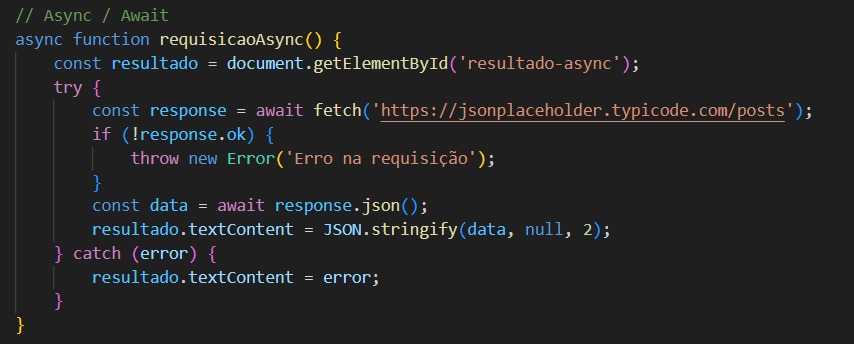 // Async / Await
async function requisicaoAsync() {
    const resultado = document.getElementById('resultado-async');
    try {
        const response = await fetch('https://jsonplaceholder.typicode.com/posts');
        if (!response.ok) {
            throw new Error('Erro na requisição');
        }
        const data = await response.json();
        resultado.textContent = JSON.stringify(data, null, 2);
    } catch (error) {
        resultado.textContent = error;
    }
}